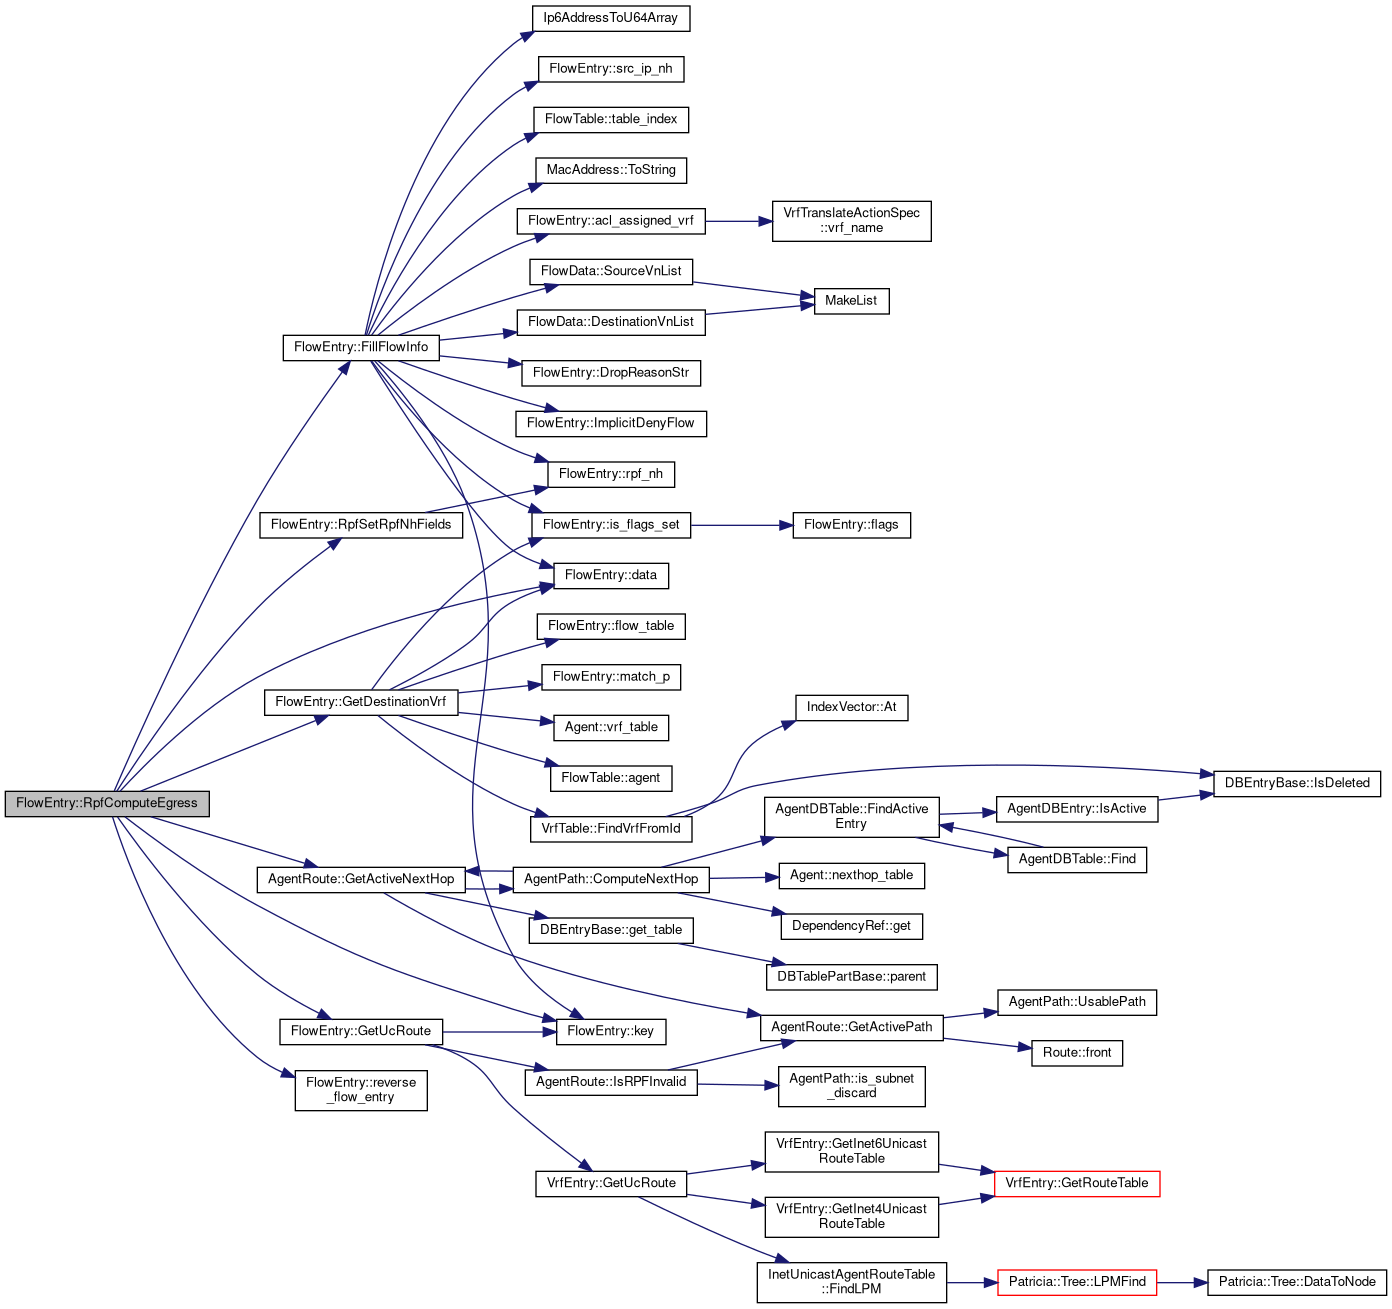 Ip6AddressToU64Array
FlowEntry::src_ip_nh
FlowTable::table_index
MacAddress::ToString
FlowEntry::acl_assigned_vrf
VrfTranslateActionSpec
::vrf_name
FlowData::SourceVnList
MakeList
FlowData::DestinationVnList
FlowEntry::FillFlowInfo
FlowEntry::DropReasonStr
FlowEntry::ImplicitDenyFlow
FlowEntry::rpf_nh
FlowEntry::RpfSetRpfNhFields
FlowEntry::is_flags_set
FlowEntry::flags
FlowEntry::data
FlowEntry::flow_table
FlowEntry::match_p
FlowEntry::GetDestinationVrf
IndexVector::At
Agent::vrf_table
FlowTable::agent
DBEntryBase::IsDeleted
FlowEntry::RpfComputeEgress
AgentDBTable::FindActive
Entry
AgentDBEntry::IsActive
VrfTable::FindVrfFromId
AgentDBTable::Find
AgentRoute::GetActiveNextHop
AgentPath::ComputeNextHop
Agent::nexthop_table
DependencyRef::get
DBEntryBase::get_table
DBTablePartBase::parent
AgentPath::UsablePath
FlowEntry::GetUcRoute
FlowEntry::key
AgentRoute::GetActivePath
Route::front
FlowEntry::reverse
_flow_entry
AgentRoute::IsRPFInvalid
AgentPath::is_subnet
_discard
VrfEntry::GetInet6Unicast
RouteTable
VrfEntry::GetUcRoute
VrfEntry::GetRouteTable
VrfEntry::GetInet4Unicast
RouteTable
InetUnicastAgentRouteTable
::FindLPM
Patricia::Tree::LPMFind
Patricia::Tree::DataToNode